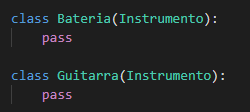 class Bateria(Instrumento):
    pass
class Guitarra(Instrumento):
    pass